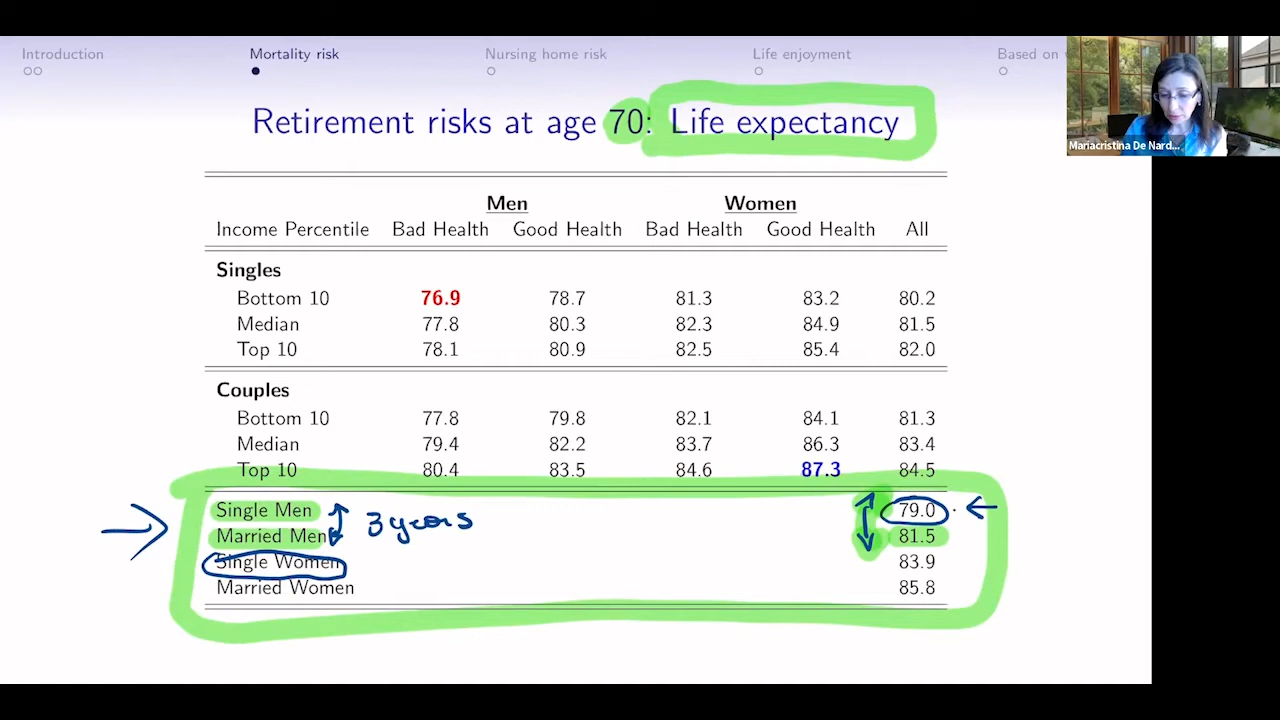 Introduction Mortality risk Nursing home risk Life enjoyment Based on
Mariacristina De Nard...
Retirement risks at age 70: Life expectancy
Men Women
Income Percentile Bad Health Good Health Bad Health Good Health All
Singles
Bottom 10 76.9 78.7 81.3 83.2 80.2
Median 77.8 80.3 82.3 84.9 81.5
Top 10 78.1 80.9 82.5 85.4 82.0
Couples
Bottom 10 77.8 79.8 82.1 84.1 81.3
Median 79.4 82.2 83.7 86.3 83.4
Top 10 80.4 83.5 84.6 87.3 84.5
Single Men 79.0
3 years
Married Men 81.5
Single Women 83.9
Married Women 85.8